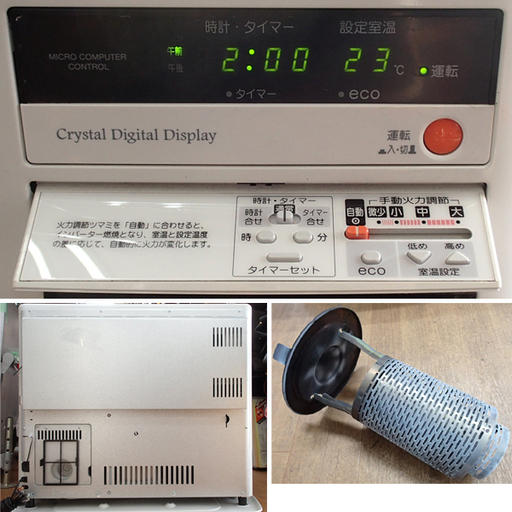 時計・タイマー 設定室温
MICRO COMPUTER
CONTROL
午前
午後
2:00 23℃ 運転
タイマー eco
Crystal Digital Display
運転
入・切
火力調節ツマミを「自動」に合わせると、
インバーター燃焼となり、室温と設定温度
の差に応じて、自動的に火力が変化します。
時計・タイマー
時計合せ タイマー合せ
時 分
タイマーセット
手動火力調節
自動 微少 小 中 大
低め 高め
eco 室温設定